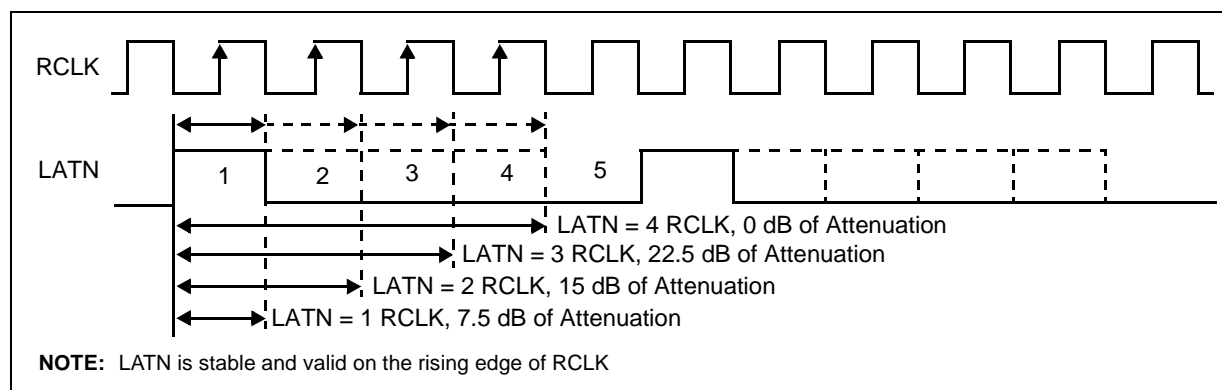 RCLK
LATN
1 2 3 4 5
LATN = 4 RCLK, 0 dB of Attenuation
LATN = 3 RCLK, 22.5 dB of Attenuation
LATN = 2 RCLK, 15 dB of Attenuation
LATN = 1 RCLK, 7.5 dB of Attenuation
NOTE: LATN is stable and valid on the rising edge of RCLK